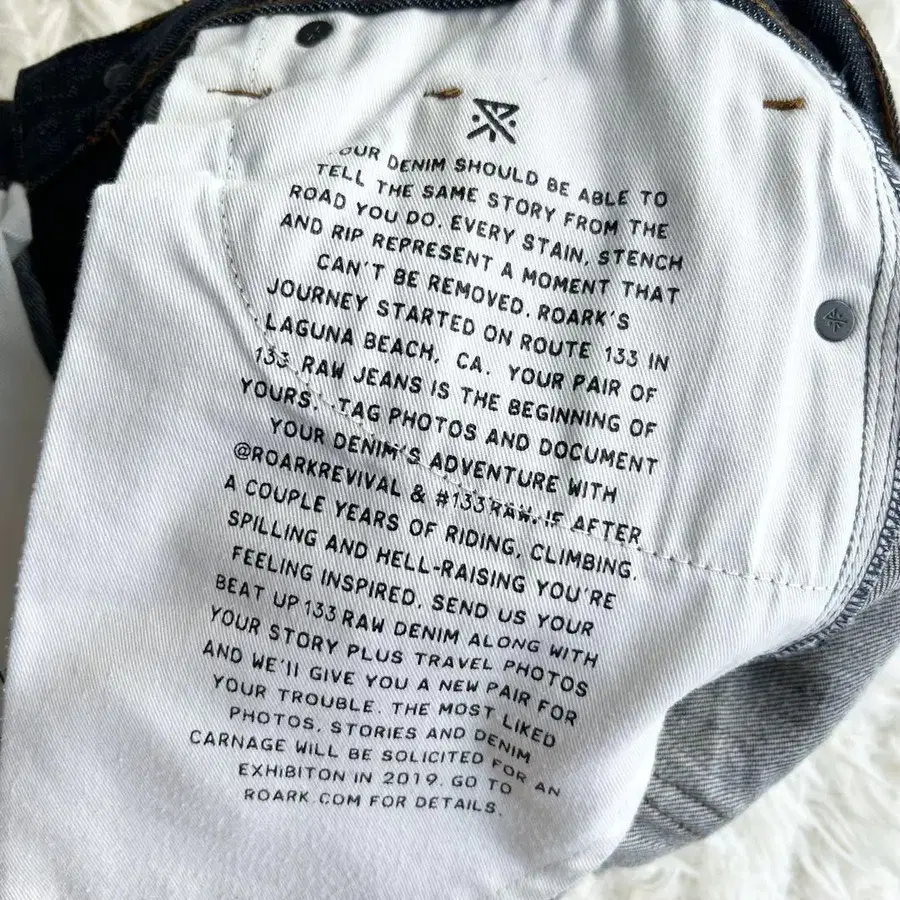 OUR DENIM SHOULD BE ABLE TO
TELL THE SAME STORY FROM THE
ROAD YOU DO. EVERY STAIN, STENCH
AND RIP REPRESENT A MOMENT THAT
CAN'T BE REMOVED. ROARK'S
JOURNEY STARTED ON ROUTE 133 IN
LAGUNA BEACH, CA. YOUR PAIR OF
133 RAW JEANS IS THE BEGINNING OF
YOURS. TAG PHOTOS AND DOCUMENT
YOUR DENIM'S ADVENTURE WITH
@ROARKREVIVAL & #133RAW. IF AFTER
A COUPLE YEARS OF RIDING, CLIMBING,
SPILLING AND HELL-RAISING YOU'RE
FEELING INSPIRED, SEND US YOUR
BEAT UP 133 RAW DENIM ALONG WITH
YOUR STORY PLUS TRAVEL PHOTOS
AND WE'll GIVE YOU A NEW PAIR FOR
YOUR TROUBLE. THE MOST LIKED
PHOTOS, STORIES AND DENIM
CARNAGE WILL BE SOLICITED FOR AN
EXHIBITON IN 2019. GO TO
ROARK.COM FOR DETAILS.